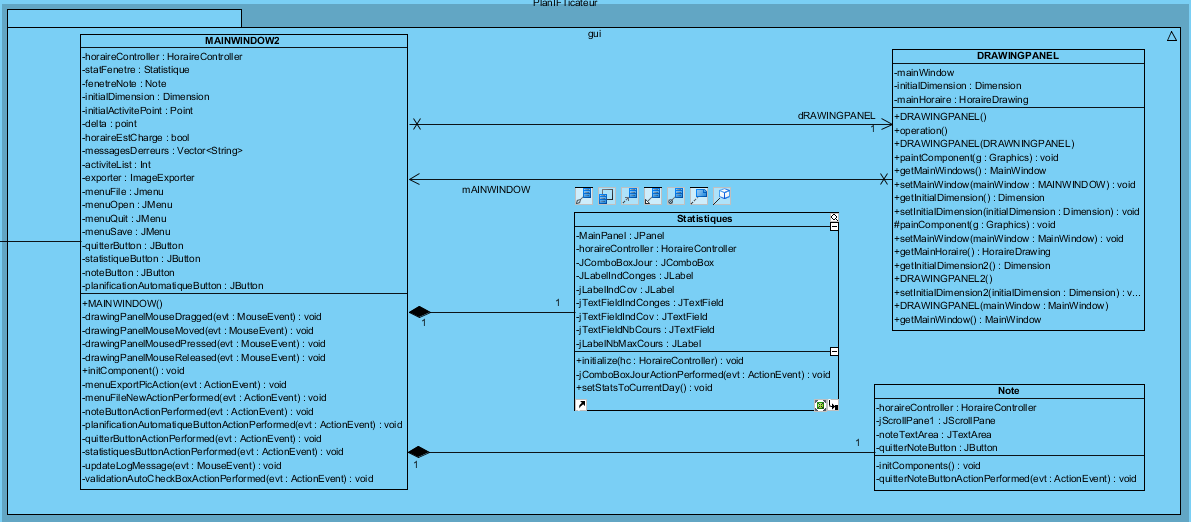 PlanIFTicateur
gui
MAINWINDOW2
-horaireController : HoraireController
-statFenetre : Statistique
-fenetreNote : Note
-initialDimension : Dimension
-initialActivitePoint : Point
-delta : point
-horaireEstCharge : bool
-messagesDerreurs : Vector<String>
-activiteList : Int
-exporter : ImageExporter
-menuFile : Jmenu
-menuOpen : JMenu
-menuQuit : JMenu
-menuSave : JMenu
-quitterButton : JButton
-statistiqueButton : JButton
-noteButton : JButton
-planificationAutomatiqueButton : JButton
+MAINWINDOW()
-drawingPanelMouseDragged(evt : MouseEvent) : void
-drawingPanelMouseMoved(evt : MouseEvent) : void
-drawingPanelMousedPressed(evt : MouseEvent) : void
-drawingPanelMouseReleased(evt : MouseEvent) : void
+initComponent() : void
-menuExportPicAction(evt : ActionEvent) : void
-menuFileNewActionPerformed(evt : ActionEvent) : void
-noteButtonActionPerformed(evt : ActionEvent) : void
-planificationAutomatiqueButtonActionPerformed(evt : ActionEvent) : void
-quitterButtonActionPerformed(evt : ActionEvent) : void
-statistiquesButtonActionPerformed(evt : ActionEvent) : void
-updateLogMessage(evt : MouseEvent) : void
-validationAutoCheckBoxActionPerformed(evt : ActionEvent) : void
dRAWINGPANEL
1
mAINWINDOW
1
1
1
1
Statistiques
-MainPanel : JPanel
-horaireController : HoraireController
-JComboBoxJour : JComboBox
-JLabelIndConges : JLabel
-jLabelIndCov : JLabel
-jTextFieldIndConges : JTextField
-jTextFieldIndCov : JTextField
-jTextFieldNbCours : JTextField
-jLabelNbMaxCours : JLabel
+initialize(hc : HoraireController) : void
-jComboBoxJourActionPerformed(evt : ActionEvent) : void
+setStatsToCurrentDay() : void
DRAWINGPANEL
-mainWindow
-initialDimension : Dimension
-mainHoraire : HoraireDrawing
+DRAWINGPANEL()
+operation()
+DRAWINGPANEL(DRAWNINGPANEL)
+paintComponent(g : Graphics) : void
+getMainWindows() : MainWindow
+setMainWindow(mainWindow : MAINWINDOW) : void
+getInitialDimension() : Dimension
+setInitialDimension(initialDimension : Dimension) : void
#painComponent(g : Graphics) : void
+setMainWindow(mainWindow : MainWindow) : void
+getMainHoraire() : HoraireDrawing
+getInitialDimension2() : Dimension
+DRAWINGPANEL2()
+setInitialDimension2(initialDimension : Dimension) : v...
+DRAWINGPANEL(mainWindow : MainWindow)
+getMainWindow() : MainWindow
Note
-horaireController : HoraireController
-jScrollPane1 : JScrollPane
-noteTextArea : JTextArea
-quitterNoteButton : JButton
-initComponents() : void
-quitterNoteButtonActionPerformed(evt : ActionEvent) : void